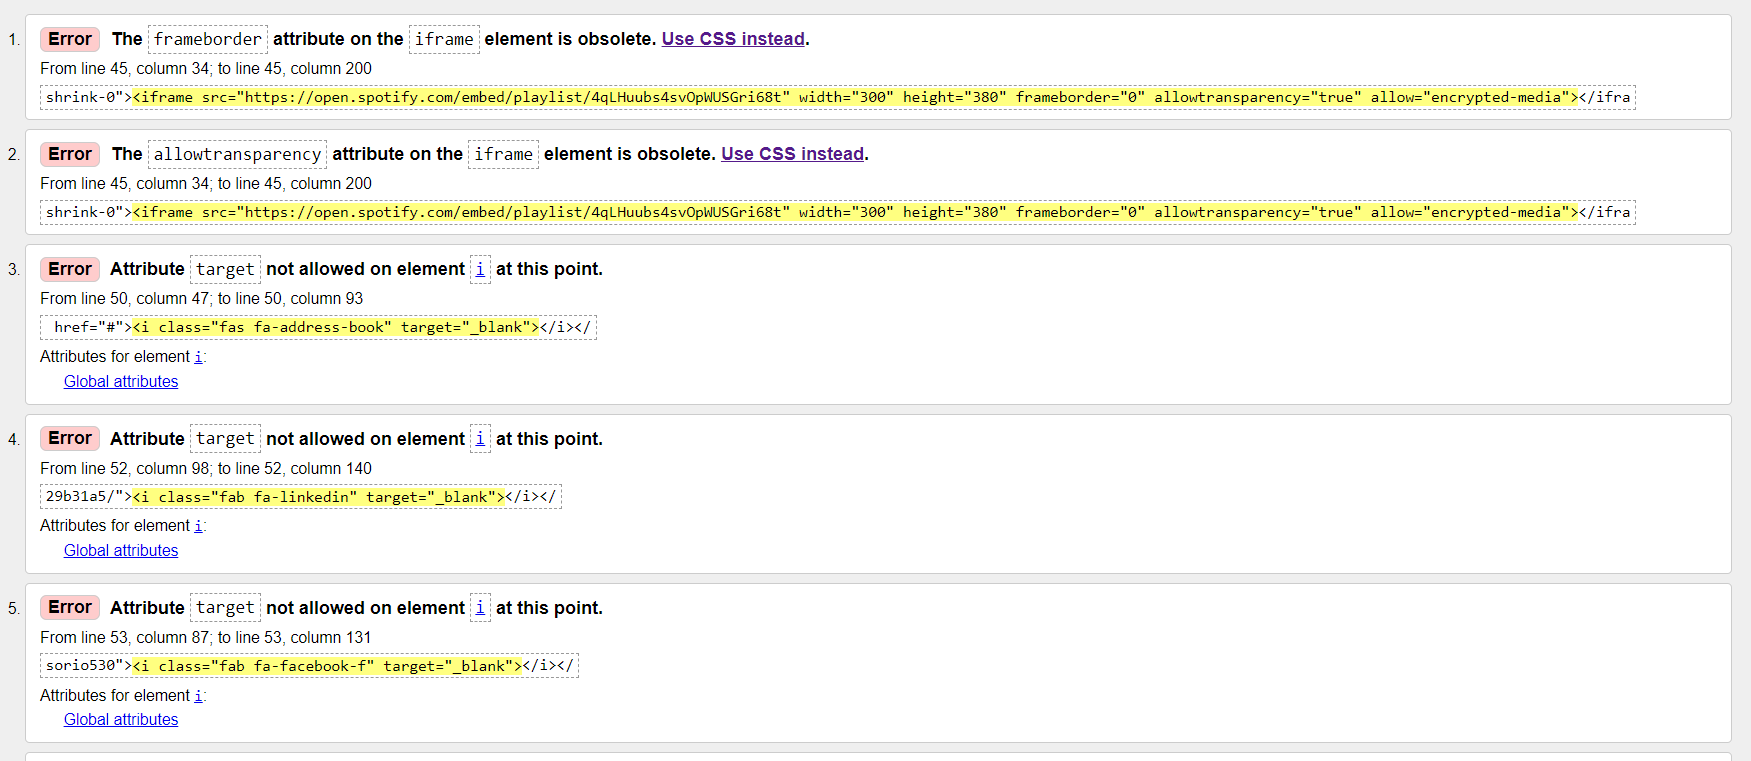 1. Error The frameborder attribute on the iframe element is obsolete. Use CSS instead.
From line 45, column 34; to line 45, column 200
shrink-0"><iframe src="https://open.spotify.com/embed/playlist/4qLHuubs4svOpWUSGri68t" width="300" height="380" frameborder="0" allowtransparency="true" allow="encrypted-media"></ifra
2. Error The allowtransparency attribute on the iframe element is obsolete. Use CSS instead.
From line 45, column 34; to line 45, column 200
shrink-0"><iframe src="https://open.spotify.com/embed/playlist/4qLHuubs4svOpWUSGri68t" width="300" height="380" frameborder="0" allowtransparency="true" allow="encrypted-media"></ifra
3. Error Attribute target not allowed on element i at this point.
From line 50, column 47; to line 50, column 93
href="#"><i class="fas fa-address-book" target="_blank"></i></
Attributes for element i:
Global attributes
4. Error Attribute target not allowed on element i at this point.
From line 52, column 98; to line 52, column 140
29b31a5/"><i class="fab fa-linkedin" target="_blank"></i></
Attributes for element i:
Global attributes
5. Error Attribute target not allowed on element i at this point.
From line 53, column 87; to line 53, column 131
sorio530"><i class="fab fa-facebook-f" target="_blank"></i></
Attributes for element i:
Global attributes